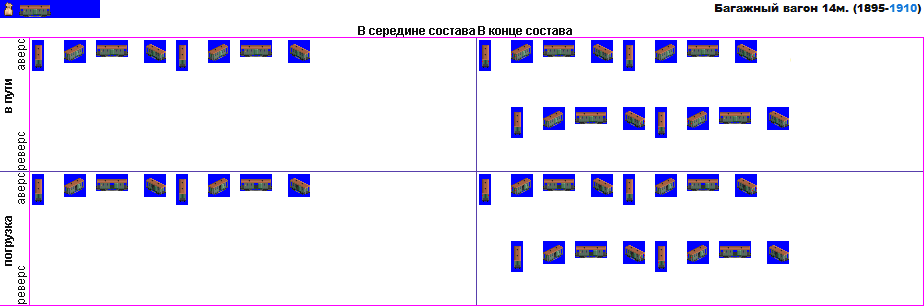 Багажный вагон 14м. (1895-1910)
В середине состава В конце состава
в пути
аверс
реверс
погрузка
аверс
реверс